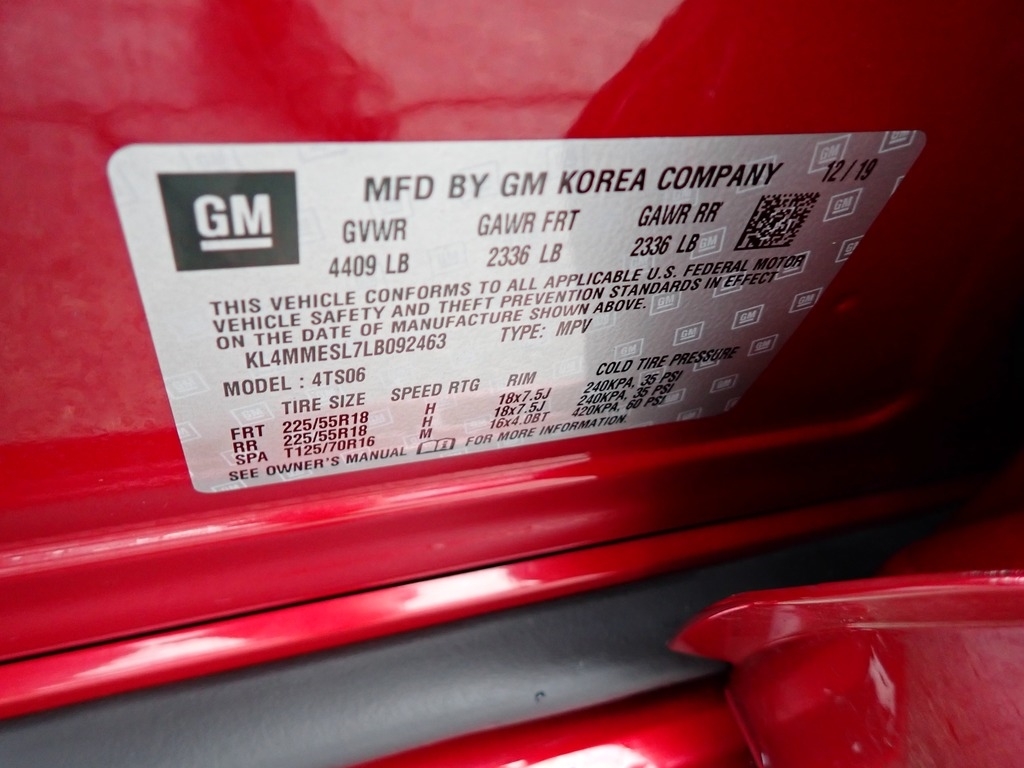 GM
MFD BY GM KOREA COMPANY 12/19
GVWR GAWR FRT GAWR RR
4409 LB 2336 LB 2336 LB
THIS VEHICLE CONFORMS TO ALL APPLICABLE U.S. FEDERAL MOTOR
VEHICLE SAFETY AND THEFT PREVENTION STANDARDS IN EFFECT
ON THE DATE OF MANUFACTURE SHOWN ABOVE.
KL4MMESL7LB092463 TYPE: MPV
MODEL : 4TS06
TIRE SIZE SPEED RTG RIM COLD TIRE PRESSURE
FRT 225/55R18 H 18x7.5J 240KPA, 35 PSI
RR 225/55R18 H 18x7.5J 240KPA, 35 PSI
SPA T125/70R16 M 16x4.0BT 420KPA, 60 PSI
SEE OWNER'S MANUAL FOR MORE INFORMATION.